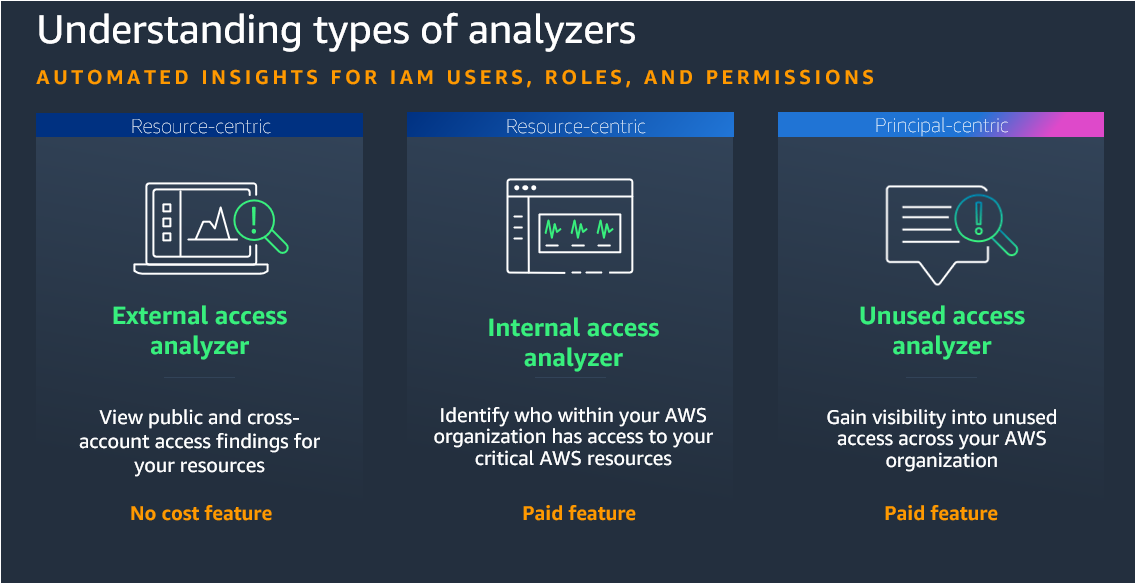 Understanding types of analyzers
AUTOMATED INSIGHTS FOR IAM USERS, ROLES, AND PERMISSIONS
Resource-centric
External access
analyzer
View public and cross-
account access findings for
your resources
No cost feature
Resource-centric
Internal access
analyzer
Identify who within your AWS
organization has access to your
critical AWS resources
Paid feature
Principal-centric
Unused access
analyzer
Gain visibility into unused
access across your AWS
organization
Paid feature